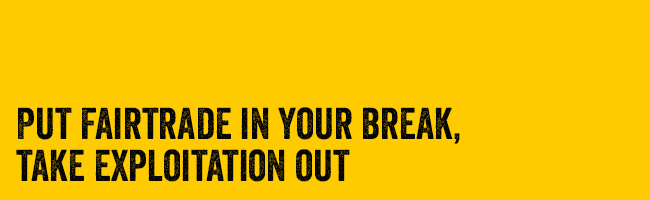 PUT FAIRTRADE IN YOUR BREAK,
TAKE EXPLOITATION OUT